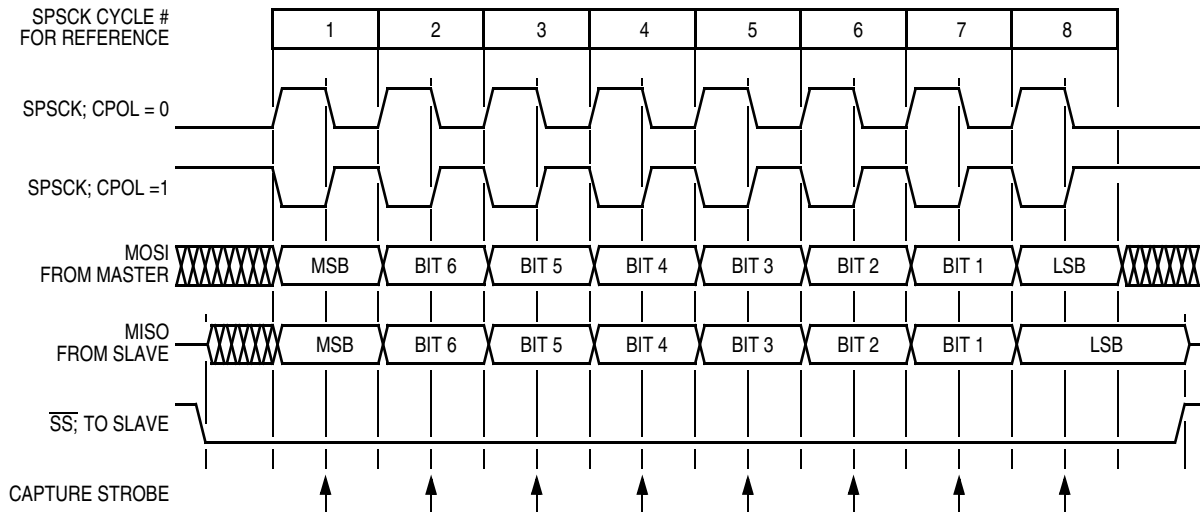 SPSCK CYCLE #
FOR REFERENCE
1 2 3 4 5 6 7 8
SPSCK; CPOL = 0
SPSCK; CPOL =1
MOSI
FROM MASTER
MSB BIT 6 BIT 5 BIT 4 BIT 3 BIT 2 BIT 1 LSB
MISO
FROM SLAVE
MSB BIT 6 BIT 5 BIT 4 BIT 3 BIT 2 BIT 1 LSB
SS; TO SLAVE
CAPTURE STROBE